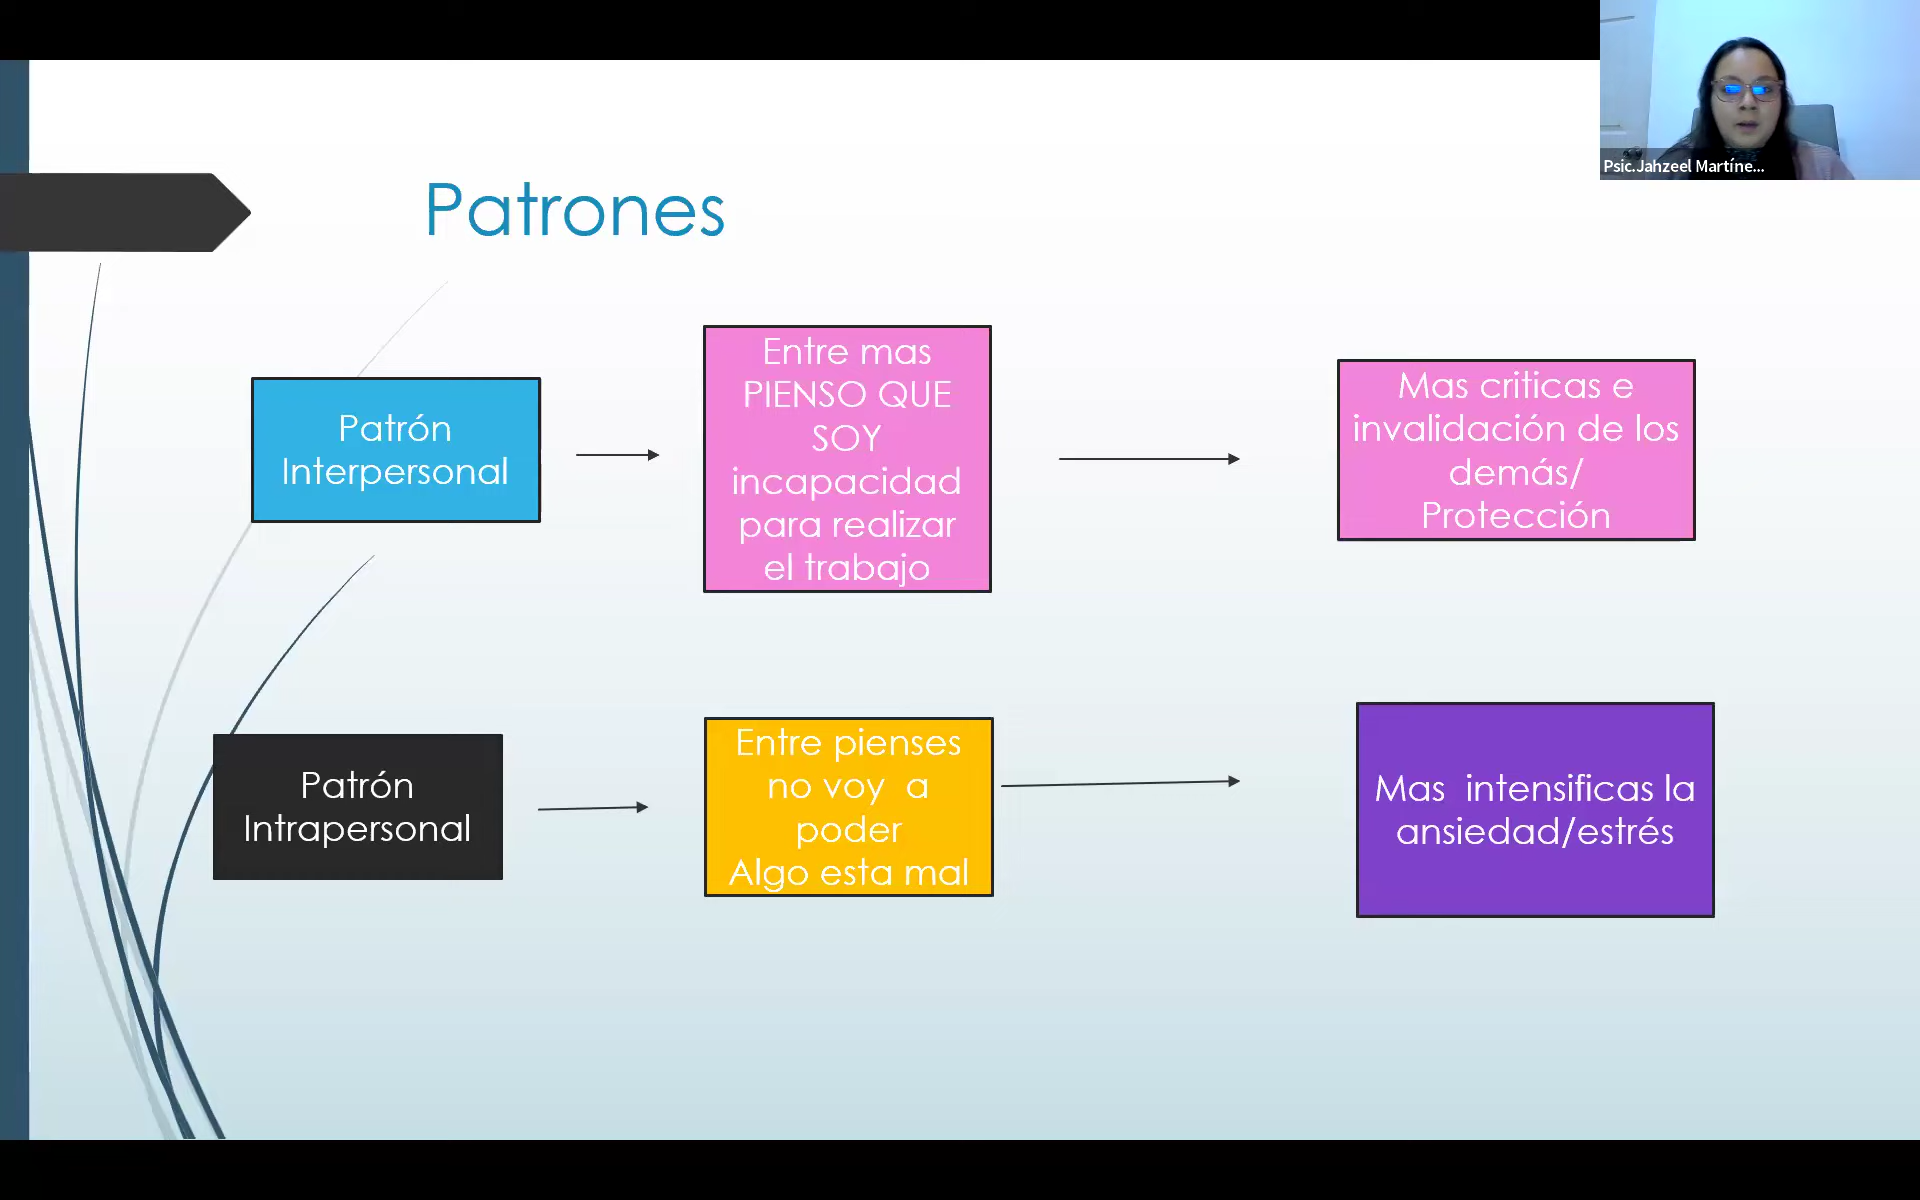 Psic.Jahzeel Martíne...
Patrones
Patrón
Interpersonal
Entre mas
PIENSO QUE
SOY
incapacidad
para realizar
el trabajo
Mas criticas e
invalidación de los
demás/
Protección
Patrón
Intrapersonal
Entre pienses
no voy  a
poder
Algo esta mal
Mas  intensificas la
ansiedad/estrés